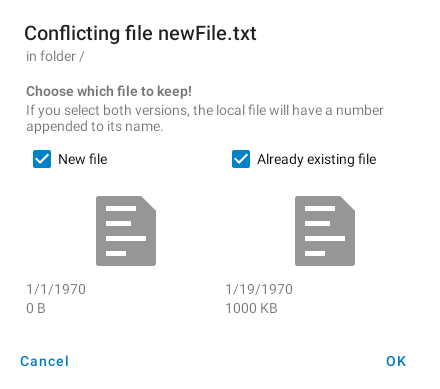 Conflicting file newFile.txt
in folder /
Choose which file to keep!
If you select both versions, the local file will have a number
appended to its name.
New file
Already existing file
1/1/1970
1/19/1970
0 B
1000 KB
Cancel
OK